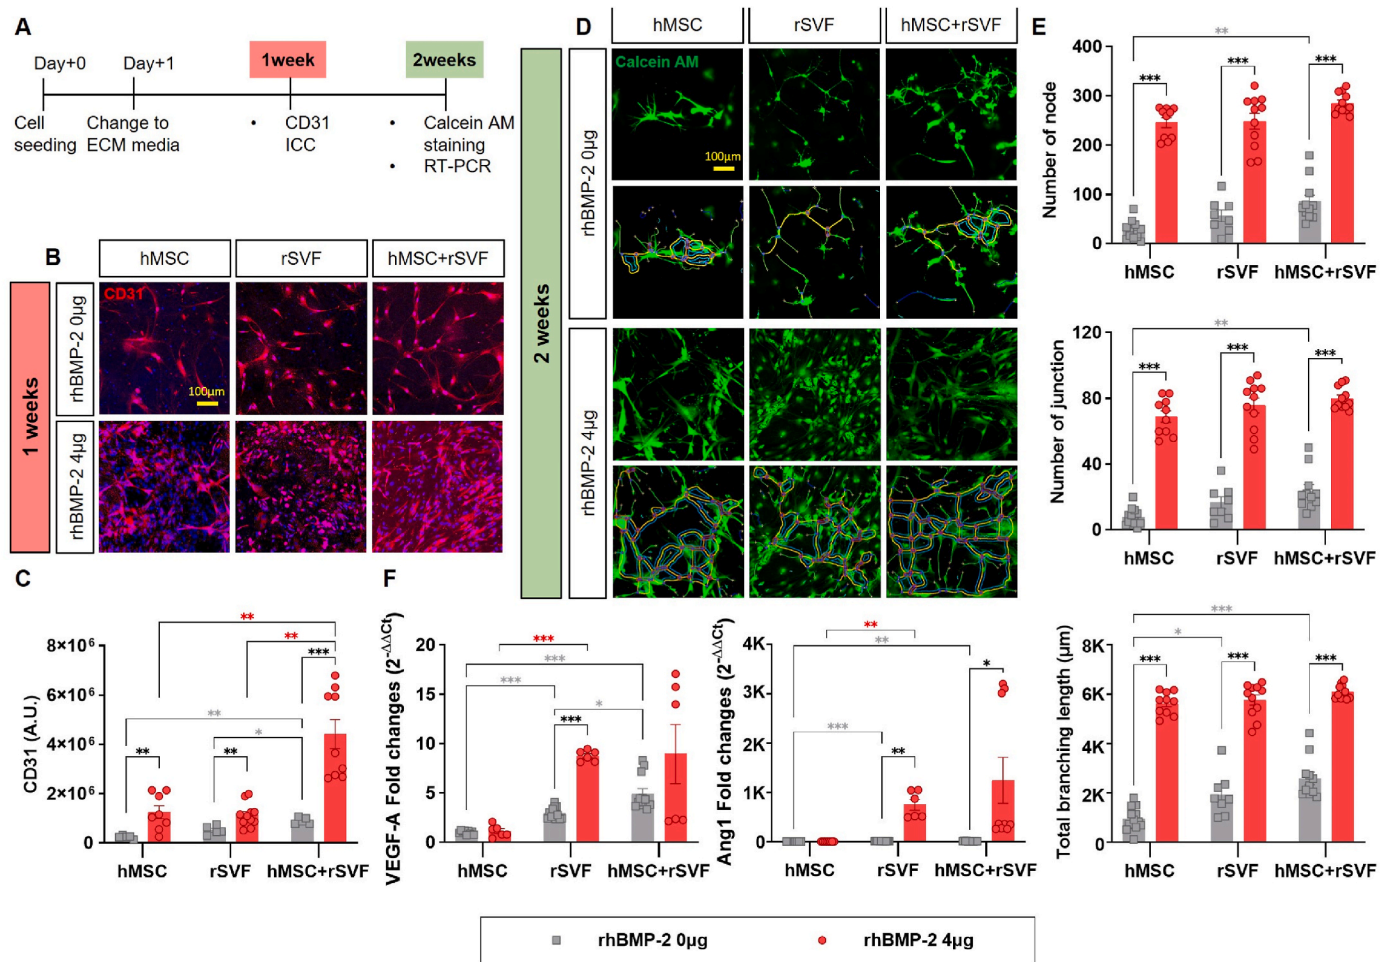 A
Day+0
Day+1
1week
2weeks
Cell
seeding
Change to
ECM media
• CD31
ICC
• Calcein AM
staining
• RT-PCR
B
hMSC
rSVF
hMSC+rSVF
1 weeks
rhBMP-2 0µg
rhBMP-2 4µg
CD31
100µm
C
CD31 (A.U.)
8×10⁶
6×10⁶
4×10⁶
2×10⁶
0
**
**
***
**
*
**
**
hMSC
rSVF
hMSC+rSVF
D
hMSC
rSVF
hMSC+rSVF
2 weeks
rhBMP-2 0µg
rhBMP-2 4µg
Calcein AM
100µm
E
Number of node
400
300
200
100
0
**
***
***
***
hMSC
rSVF
hMSC+rSVF
Number of junction
120
80
40
0
**
***
***
***
hMSC
rSVF
hMSC+rSVF
Total branching length (µm)
8K
6K
4K
2K
0
***
*
***
***
***
hMSC
rSVF
hMSC+rSVF
F
VEGF-A Fold changes (2^-ΔΔCt)
20
15
10
5
0
***
***
***
*
***
hMSC
rSVF
hMSC+rSVF
Ang1 Fold changes (2^-ΔΔCt)
4K
3K
2K
1K
0
**
**
*
***
**
hMSC
rSVF
hMSC+rSVF
rhBMP-2 0µg
rhBMP-2 4µg